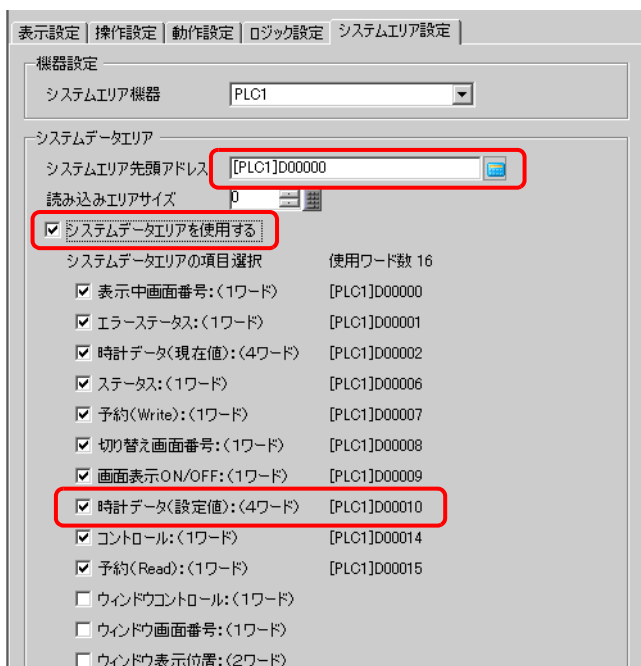 表示設定 操作設定 動作設定 ロジック設定 システムエリア設定
機器設定
システムエリア機器 PLC1
システムデータエリア
システムエリア先頭アドレス [PLC1]D00000
読み込みエリアサイズ 0
システムデータエリアを使用する
システムデータエリアの項目選択 使用ワード数 16
表示中画面番号:(1ワード) [PLC1]D00000
エラーステータス:(1ワード) [PLC1]D00001
時計データ(現在値):(4ワード) [PLC1]D00002
ステータス:(1ワード) [PLC1]D00006
予約(Write):(1ワード) [PLC1]D00007
切り替え画面番号:(1ワード) [PLC1]D00008
画面表示ON/OFF:(1ワード) [PLC1]D00009
時計データ(設定値):(4ワード) [PLC1]D00010
コントロール:(1ワード) [PLC1]D00014
予約(Read):(1ワード) [PLC1]D00015
ウィンドウコントロール:(1ワード)
ウィンドウ画面番号:(1ワード)
ウィンドウ表示位置:(2ワード)